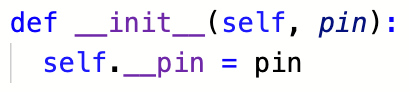 def __init__(self, pin):
  self.__pin = pin